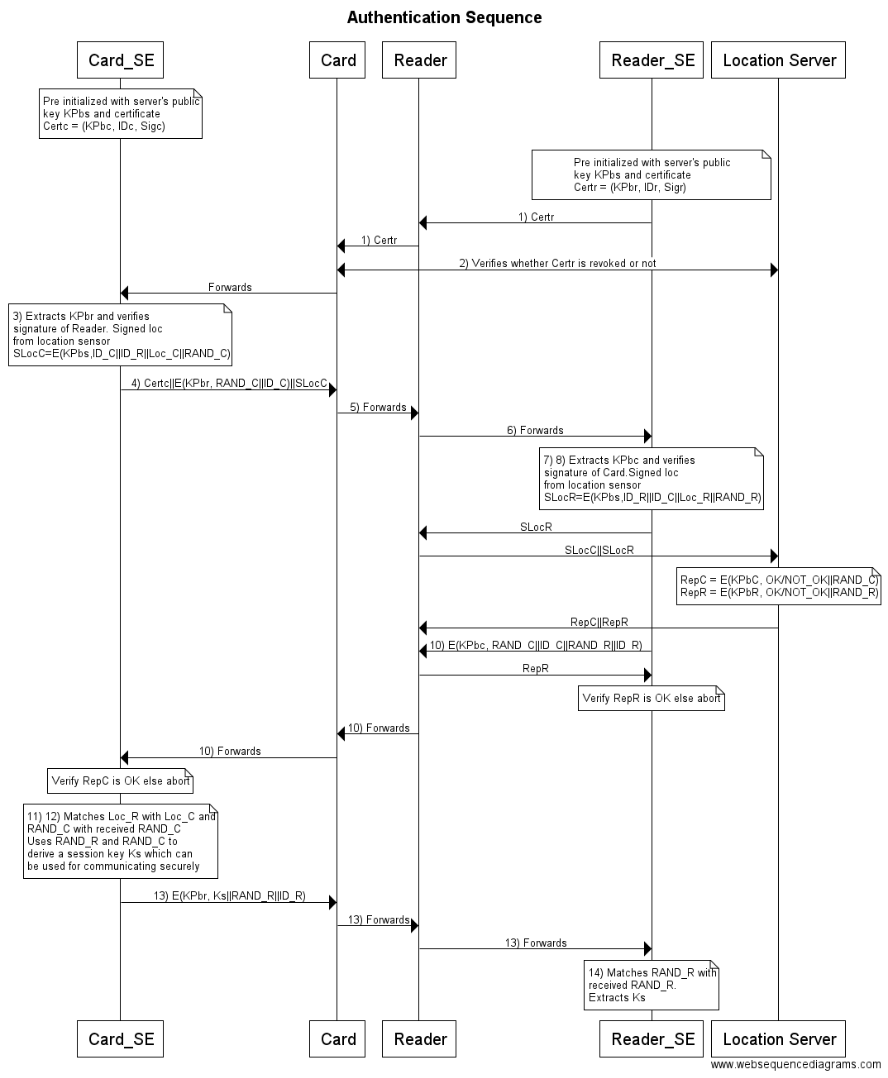 Authentication Sequence
Card_SE
Card
Reader
Reader_SE
Location Server
Pre initialized with server's public
key KPbs and certificate
Certc = (KPbc, IDc, Sigc)
Pre initialized with server's public
key KPbs and certificate
Certr = (KPbr, IDr, Sigr)
1) Certr
1) Certr
2) Verifies whether Certr is revoked or not
Forwards
3) Extracts KPbr and verifies
signature of Reader. Signed loc
from location sensor
SLocC=E(KPbs,ID_C||ID_R||Loc_C||RAND_C)
4) Certc||E(KPbr, RAND_C||ID_C)||SLocC
5) Forwards
6) Forwards
7) 8) Extracts KPbc and verifies
signature of Card.Signed loc
from location sensor
SLocR=E(KPbs,ID_R||ID_C||Loc_R||RAND_R)
SLocR
SLocC||SLocR
RepC = E(KPbC, OK/NOT_OK||RAND_C)
RepR = E(KPbR, OK/NOT_OK||RAND_R)
RepC||RepR
10) E(KPbc, RAND_C||ID_C||RAND_R||ID_R)
RepR
Verify RepR is OK else abort
10) Forwards
10) Forwards
Verify RepC is OK else abort
11) 12) Matches Loc_R with Loc_C and
RAND_C with received RAND_C
Uses RAND_R and RAND_C to
derive a session key Ks which can
be used for communicating securely
13) E(KPbr, Ks||RAND_R||ID_R)
13) Forwards
13) Forwards
14) Matches RAND_R with
received RAND_R.
Extracts Ks
Card_SE
Card
Reader
Reader_SE
Location Server
www.websequencediagrams.com